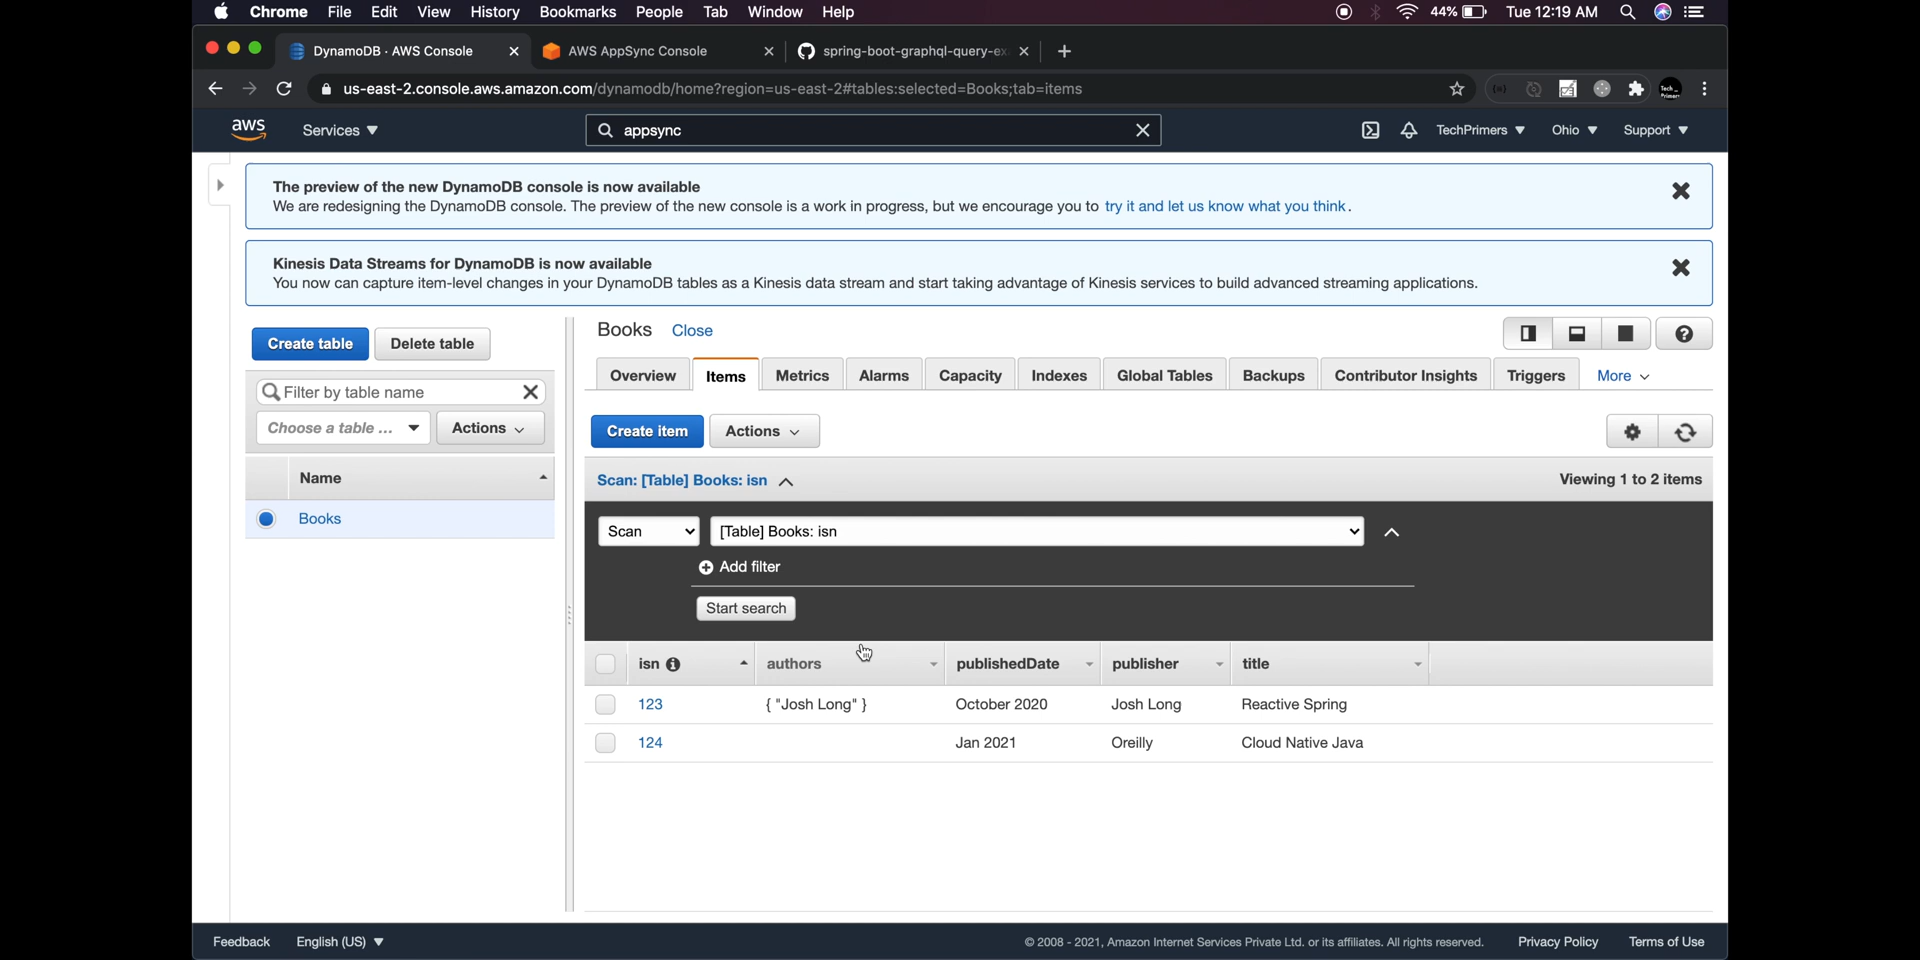 Chrome File Edit View History Bookmarks People Tab Window Help 44% Tue 12:19 AM
DynamoDB · AWS Console AWS AppSync Console spring-boot-graphql-query-ex
us-east-2.console.aws.amazon.com/dynamodb/home?region=us-east-2#tables:selected=Books;tab=items
aws Services appsync TechPrimers Ohio Support
The preview of the new DynamoDB console is now available
We are redesigning the DynamoDB console. The preview of the new console is a work in progress, but we encourage you to try it and let us know what you think.
Kinesis Data Streams for DynamoDB is now available
You now can capture item-level changes in your DynamoDB tables as a Kinesis data stream and start taking advantage of Kinesis services to build advanced streaming applications.
Create table Delete table
Filter by table name
Choose a table ... Actions
Name
Books
Books Close
Overview Items Metrics Alarms Capacity Indexes Global Tables Backups Contributor Insights Triggers More
Create item Actions
Scan: [Table] Books: isn Viewing 1 to 2 items
Scan [Table] Books: isn
Add filter
Start search
isn authors publishedDate publisher title
123 { "Josh Long" } October 2020 Josh Long Reactive Spring
124 Jan 2021 Oreilly Cloud Native Java
Feedback English (US) © 2008 - 2021, Amazon Internet Services Private Ltd. or its affiliates. All rights reserved. Privacy Policy Terms of Use